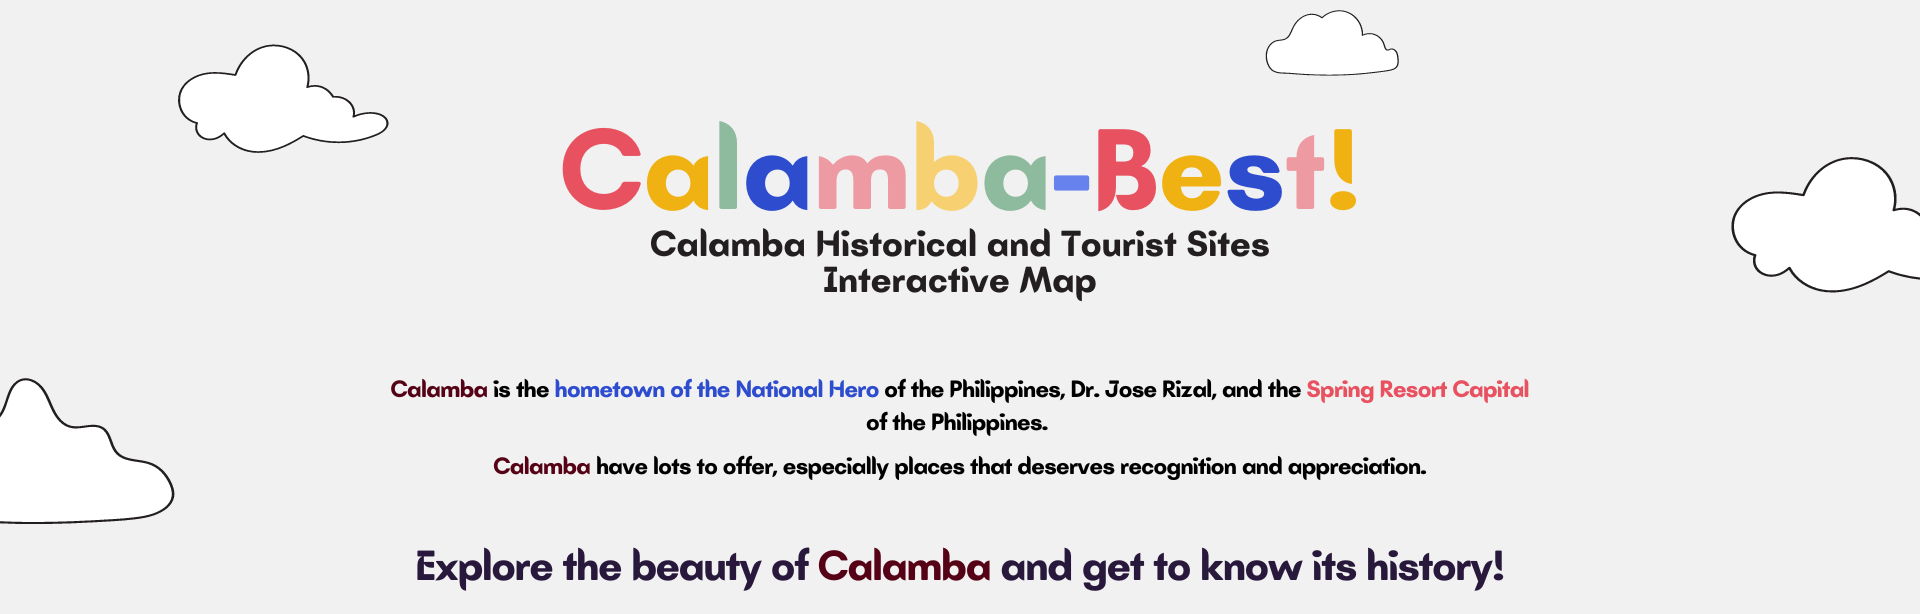 Calamba-Best!
Calamba Historical and Tourist Sites
Interactive Map
Calamba is the hometown of the National Hero of the Philippines, Dr. Jose Rizal, and the Spring Resort Capital
of the Philippines.
Calamba have lots to offer, especially places that deserves recognition and appreciation.
Explore the beauty of Calamba and get to know its history!